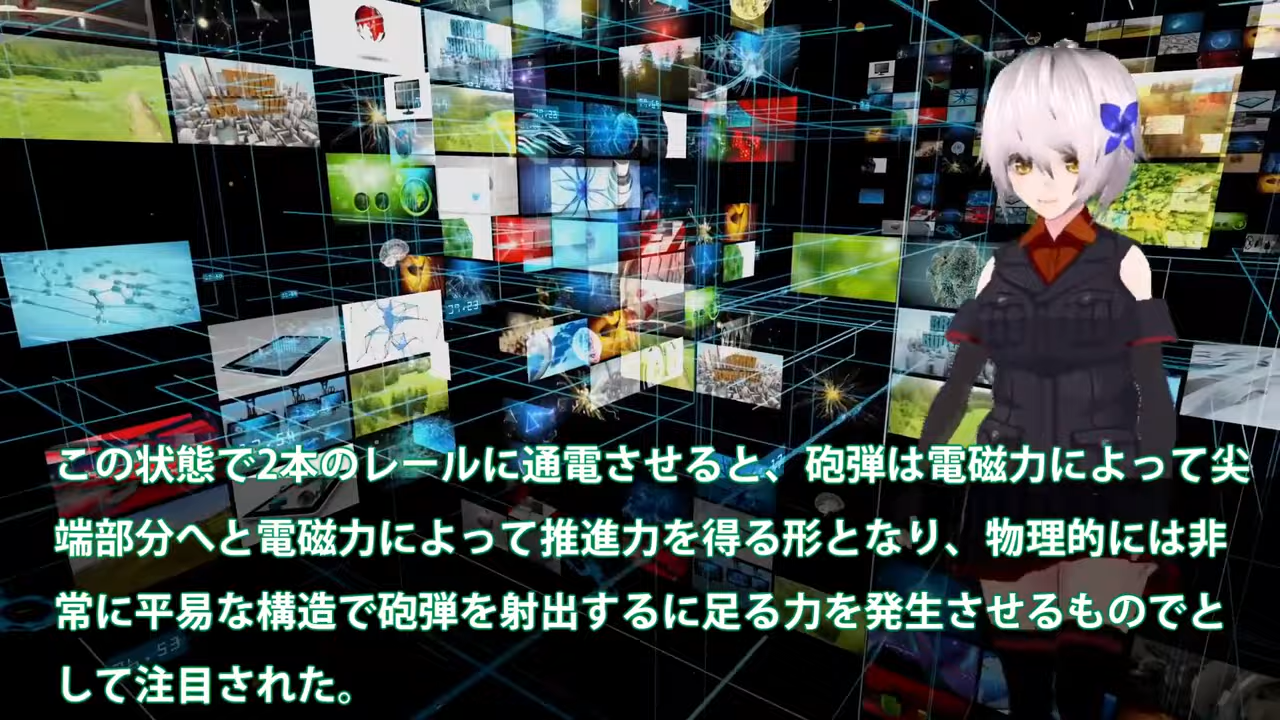 この状態で2本のレールに通電させると、砲弾は電磁力によって尖
端部分へと電磁力によって推進力を得る形となり、物理的には非
常に平易な構造で砲弾を射出するに足る力を発生させるものでと
して注目された。